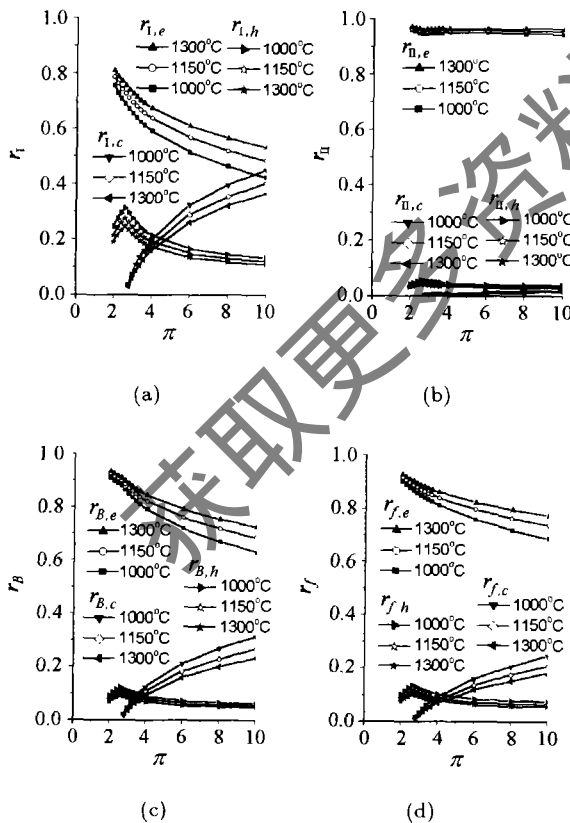 (a)
r_I,e
r_I,h
1300°C
1000°C
1150°C
1150°C
1000°C
1300°C
r_I,c
1000°C
1150°C
1300°C
r_I
1.0
0.8
0.6
0.4
0.2
0.0
0 2 4 6 8 10
π
(a)
r_II,e
1300°C
1150°C
1000°C
r_II,c
r_II,h
1000°C
1000°C
1150°C
1150°C
1300°C
1300°C
r_II
1.0
0.8
0.6
0.4
0.2
0.0
0 2 4 6 8 10
π
(b)
r_B,e
1300°C
1150°C
1000°C
r_B,h
1000°C
1150°C
1300°C
r_B,c
1000°C
1150°C
1300°C
r_B
1.0
0.8
0.6
0.4
0.2
0.0
0 2 4 6 8 10
π
(c)
r_f,e
1300°C
1150°C
1000°C
r_f,c
1000°C
1150°C
1300°C
r_f,h
1000°C
1150°C
1300°C
r_f
1.0
0.8
0.6
0.4
0.2
0.0
0 2 4 6 8 10
π
(d)
获取更多资料